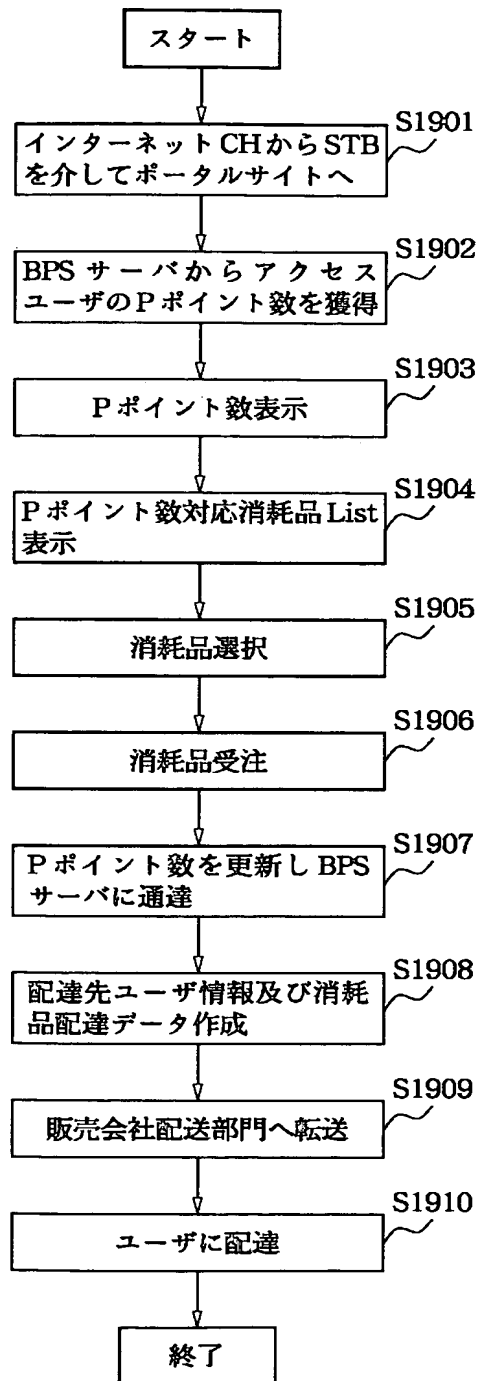 スタート
S1901
インターネットCHからSTB
を介してポータルサイトへ
S1902
BPSサーバからアクセス
ユーザのPポイント数を獲得
S1903
Pポイント数表示
S1904
Pポイント数対応消耗品List
表示
S1905
消耗品選択
S1906
消耗品受注
S1907
Pポイント数を更新しBPS
サーバに通達
S1908
配達先ユーザ情報及び消耗
品配達データ作成
S1909
販売会社配送部門へ転送
S1910
ユーザに配達
終了